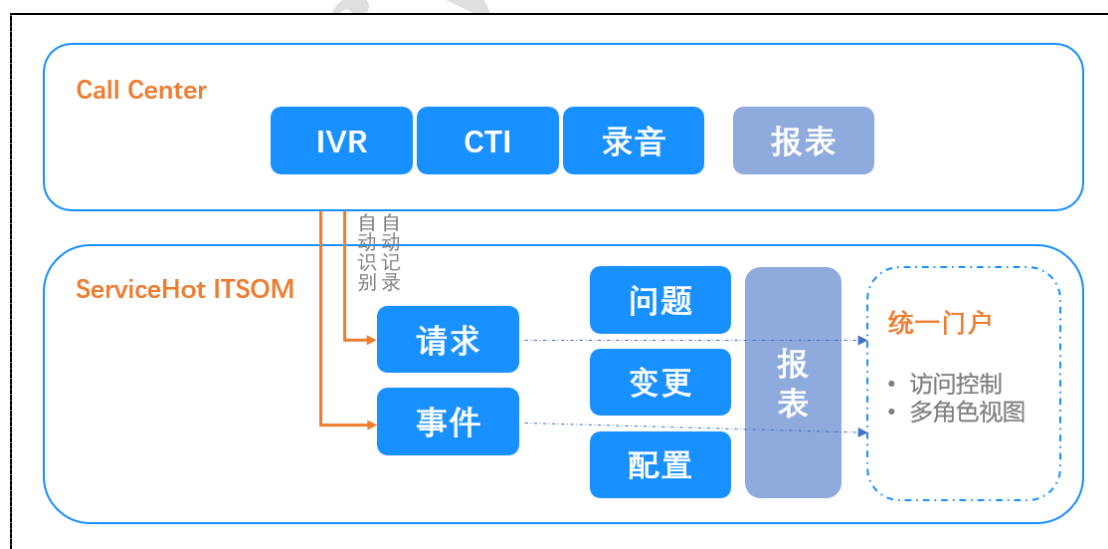 Call Center
IVR
CTI
录音
报表
自动识别
自动记录
ServiceHot ITSOM
请求
事件
问题
变更
配置
报表
统一门户
• 访问控制
• 多角色视图